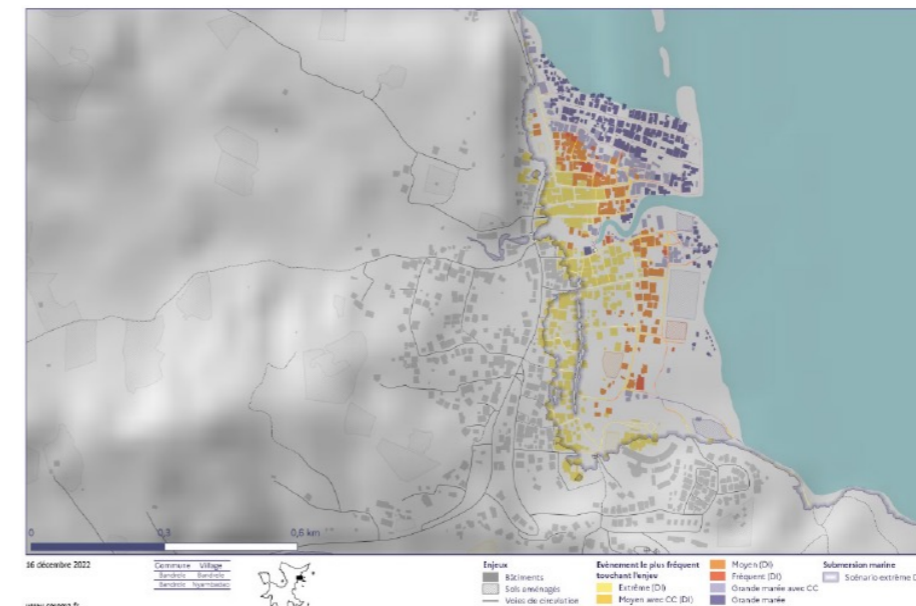 0 0,3 0,6 km
16 décembre 2022
Commune Village
Bandrele Bandrele
Bandrele Nyambadao
Enjeux
Bâtiments
Sols aménagés
Voies de circulation
Evènement le plus fréquent
touchant l'enjeu
Extrême (DI)
Moyen avec CC (DI)
Moyen (DI)
Fréquent (DI)
Grande marée avec CC
Grande marée
Submersion marine
Scénario extrême D